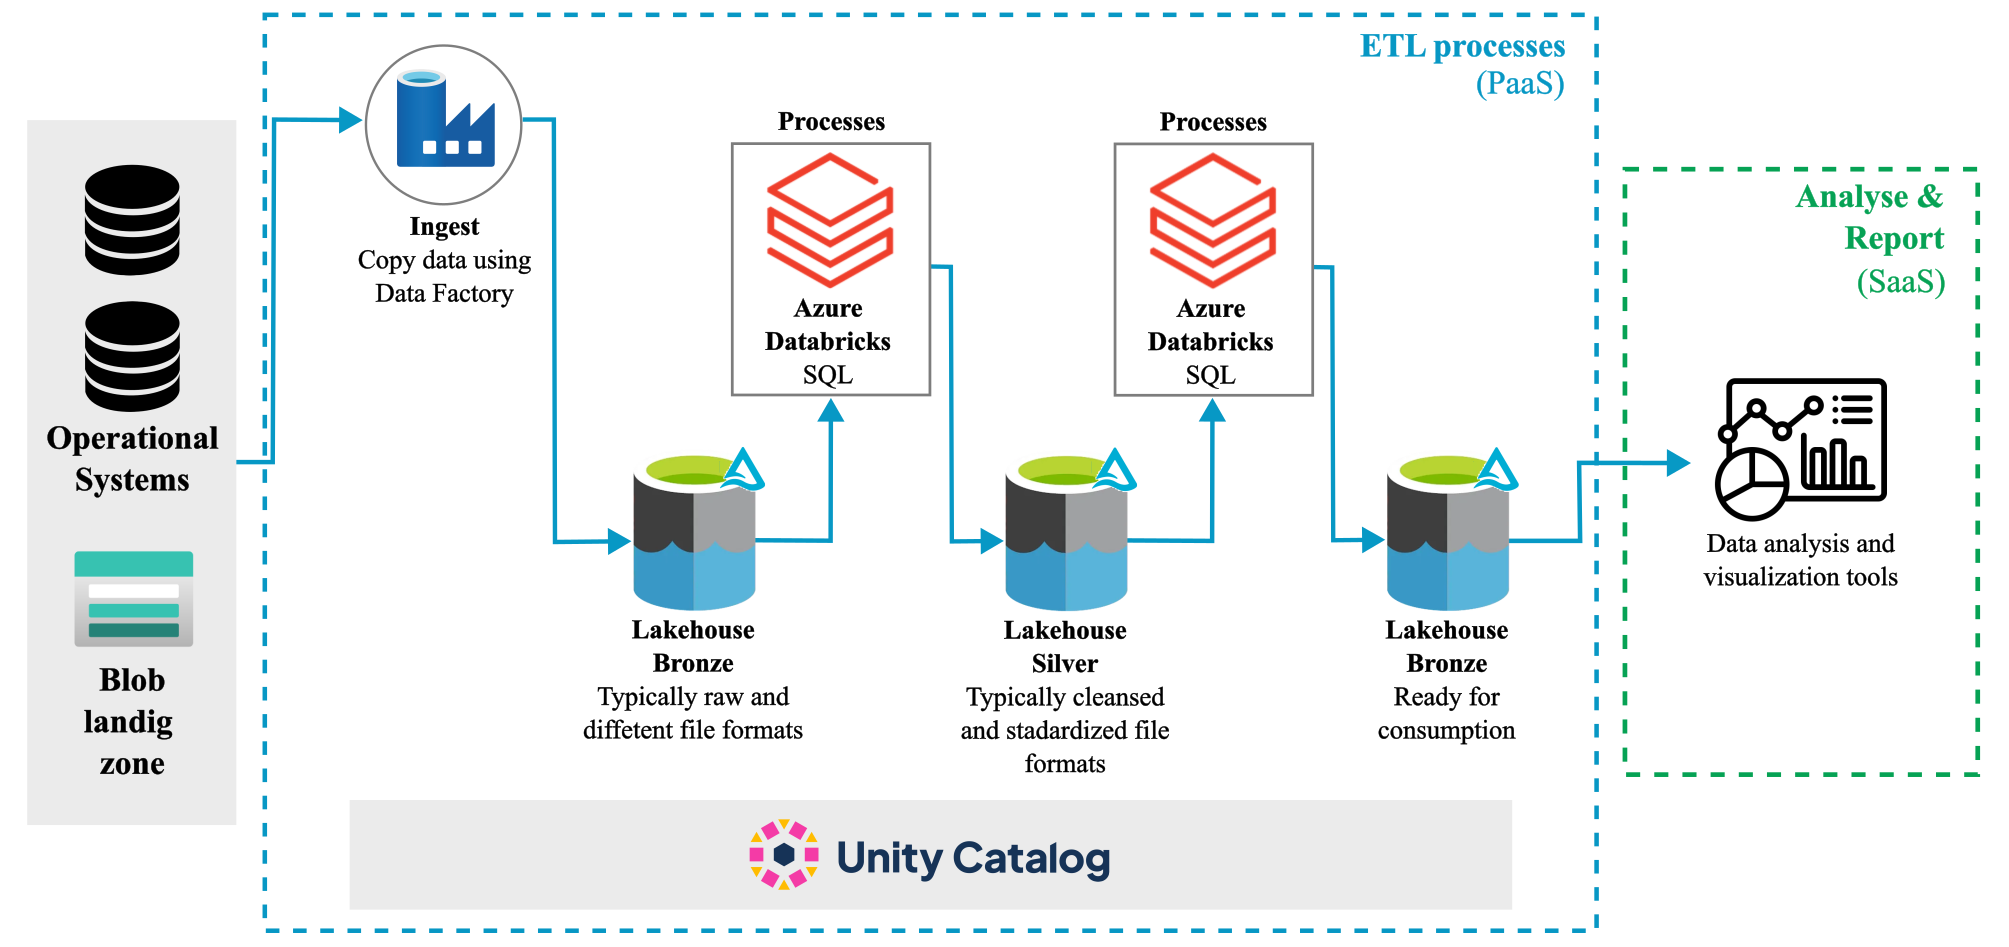 Operational
Systems
Blob
landig
zone
ETL processes
(PaaS)
Ingest
Copy data using
Data Factory
Processes
Azure
Databricks
SQL
Processes
Azure
Databricks
SQL
Lakehouse
Bronze
Typically raw and
diffetent file formats
Lakehouse
Silver
Typically cleansed
and stadardized file
formats
Lakehouse
Bronze
Ready for
consumption
Unity Catalog
Analyse &
Report
(SaaS)
Data analysis and
visualization tools